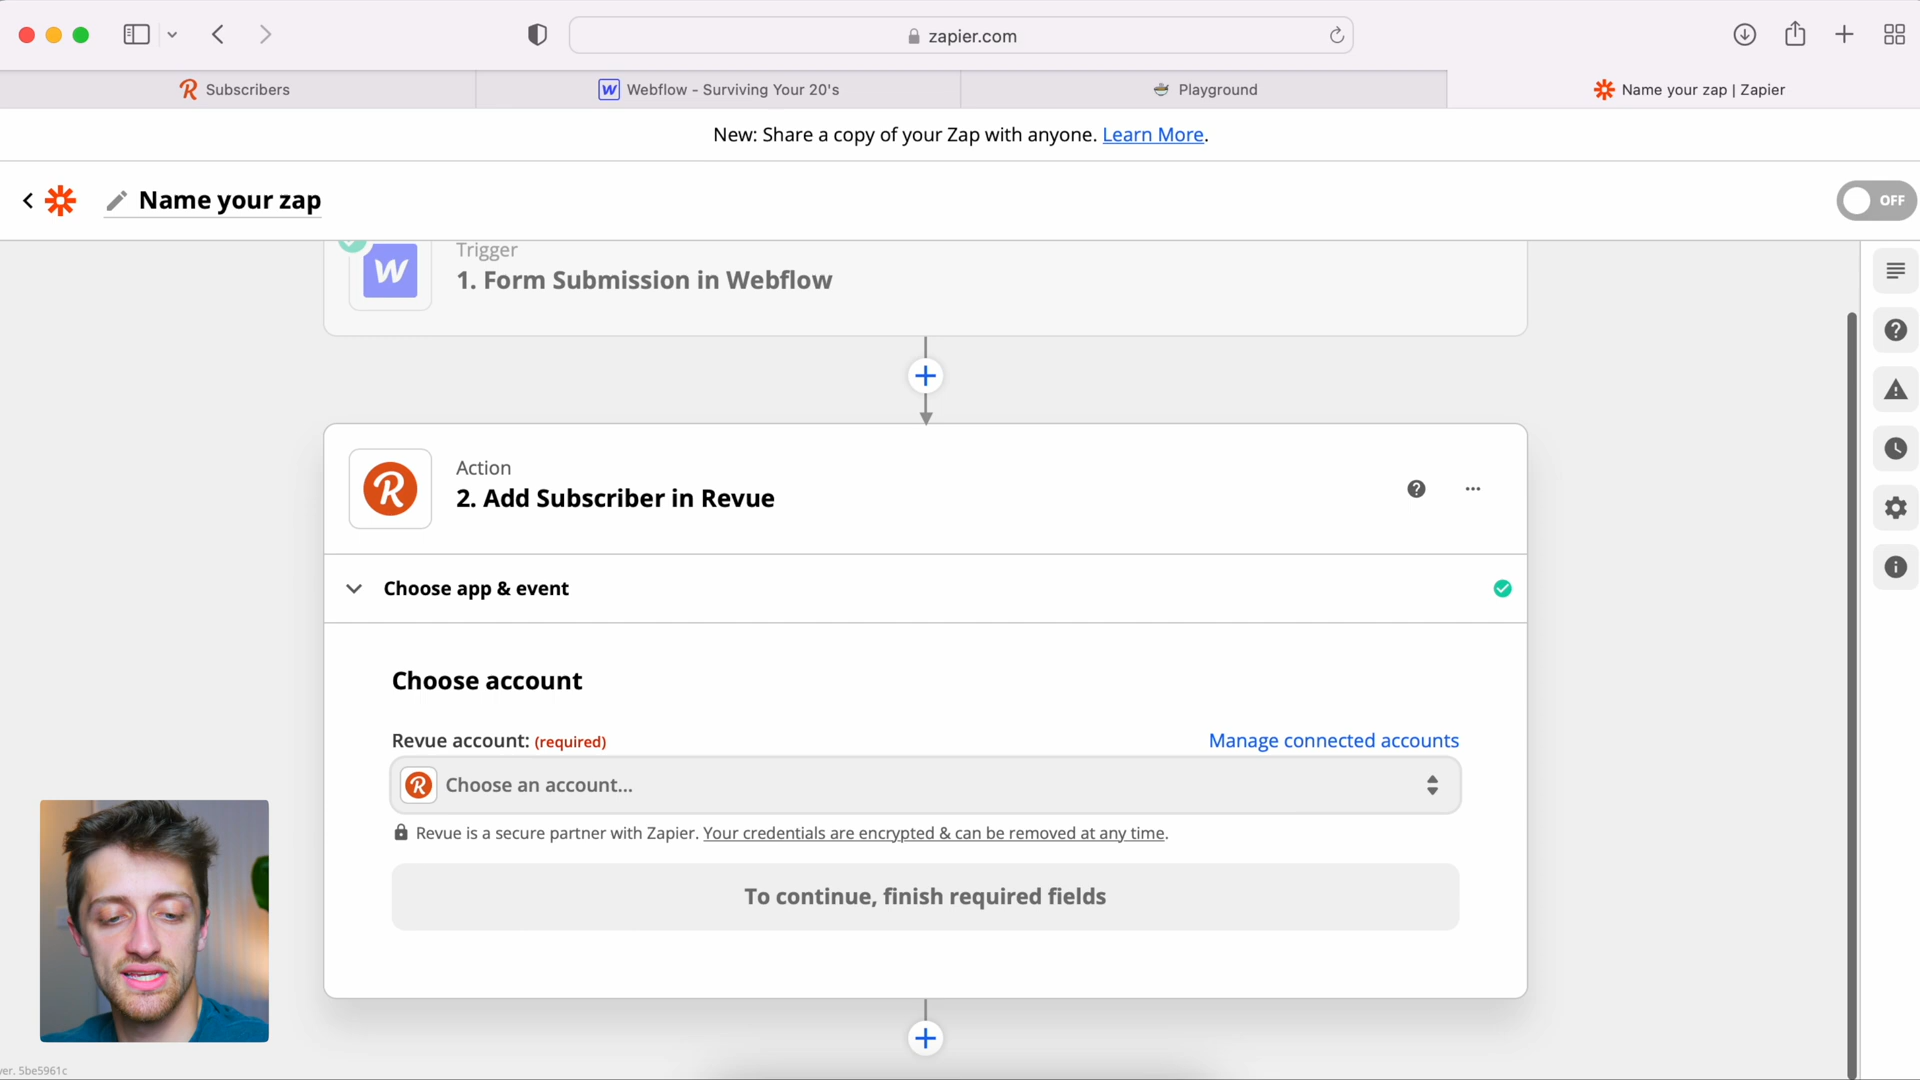 zapier.com
Subscribers
W Webflow - Surviving Your 20's
Playground
Name your zap | Zapier
New: Share a copy of your Zap with anyone. Learn More.
Name your zap
OFF
Trigger
W
1. Form Submission in Webflow
Action
R
2. Add Subscriber in Revue
Choose app & event
Choose account
Revue account: (required)
Manage connected accounts
R Choose an account...
Revue is a secure partner with Zapier. Your credentials are encrypted & can be removed at any time.
To continue, finish required fields
ver. 5be5961c